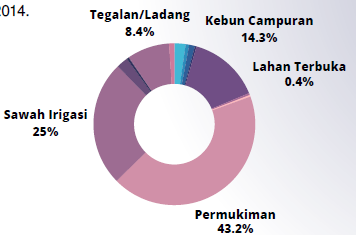 2014.
Tegalan/Ladang
8.4%
Kebun Campuran
14.3%
Lahan Terbuka
0.4%
Sawah Irigasi
25%
Permukiman
43.2%